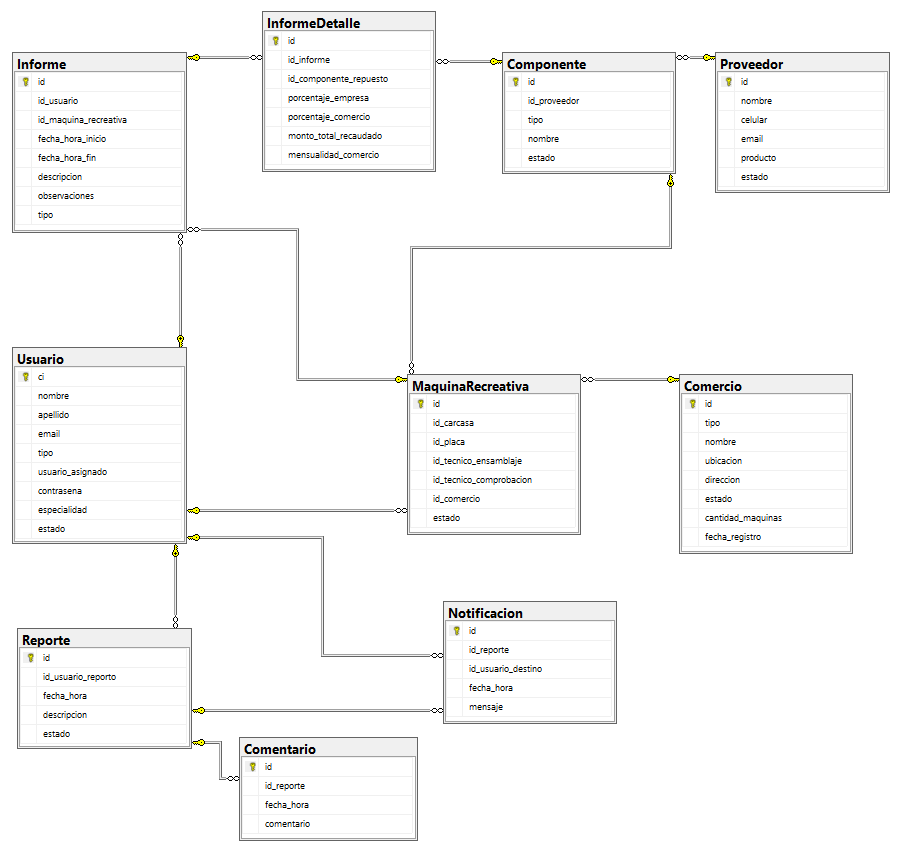 InformeDetalle
id
id_informe
id_componente_repuesto
porcentaje_empresa
porcentaje_comercio
monto_total_recaudado
mensualidad_comercio
Informe
id
id_usuario
id_maquina_recreativa
fecha_hora_inicio
fecha_hora_fin
descripcion
observaciones
tipo
Componente
id
id_proveedor
tipo
nombre
estado
Proveedor
id
nombre
celular
email
producto
estado
Usuario
ci
nombre
apellido
email
tipo
usuario_asignado
contrasena
especialidad
estado
MaquinaRecreativa
id
id_carcasa
id_placa
id_tecnico_ensamblaje
id_tecnico_comprobacion
id_comercio
estado
Comercio
id
tipo
nombre
ubicacion
direccion
estado
cantidad_maquinas
fecha_registro
Notificacion
id
id_reporte
id_usuario_destino
fecha_hora
mensaje
Reporte
id
id_usuario_reporto
fecha_hora
descripcion
estado
Comentario
id
id_reporte
fecha_hora
comentario